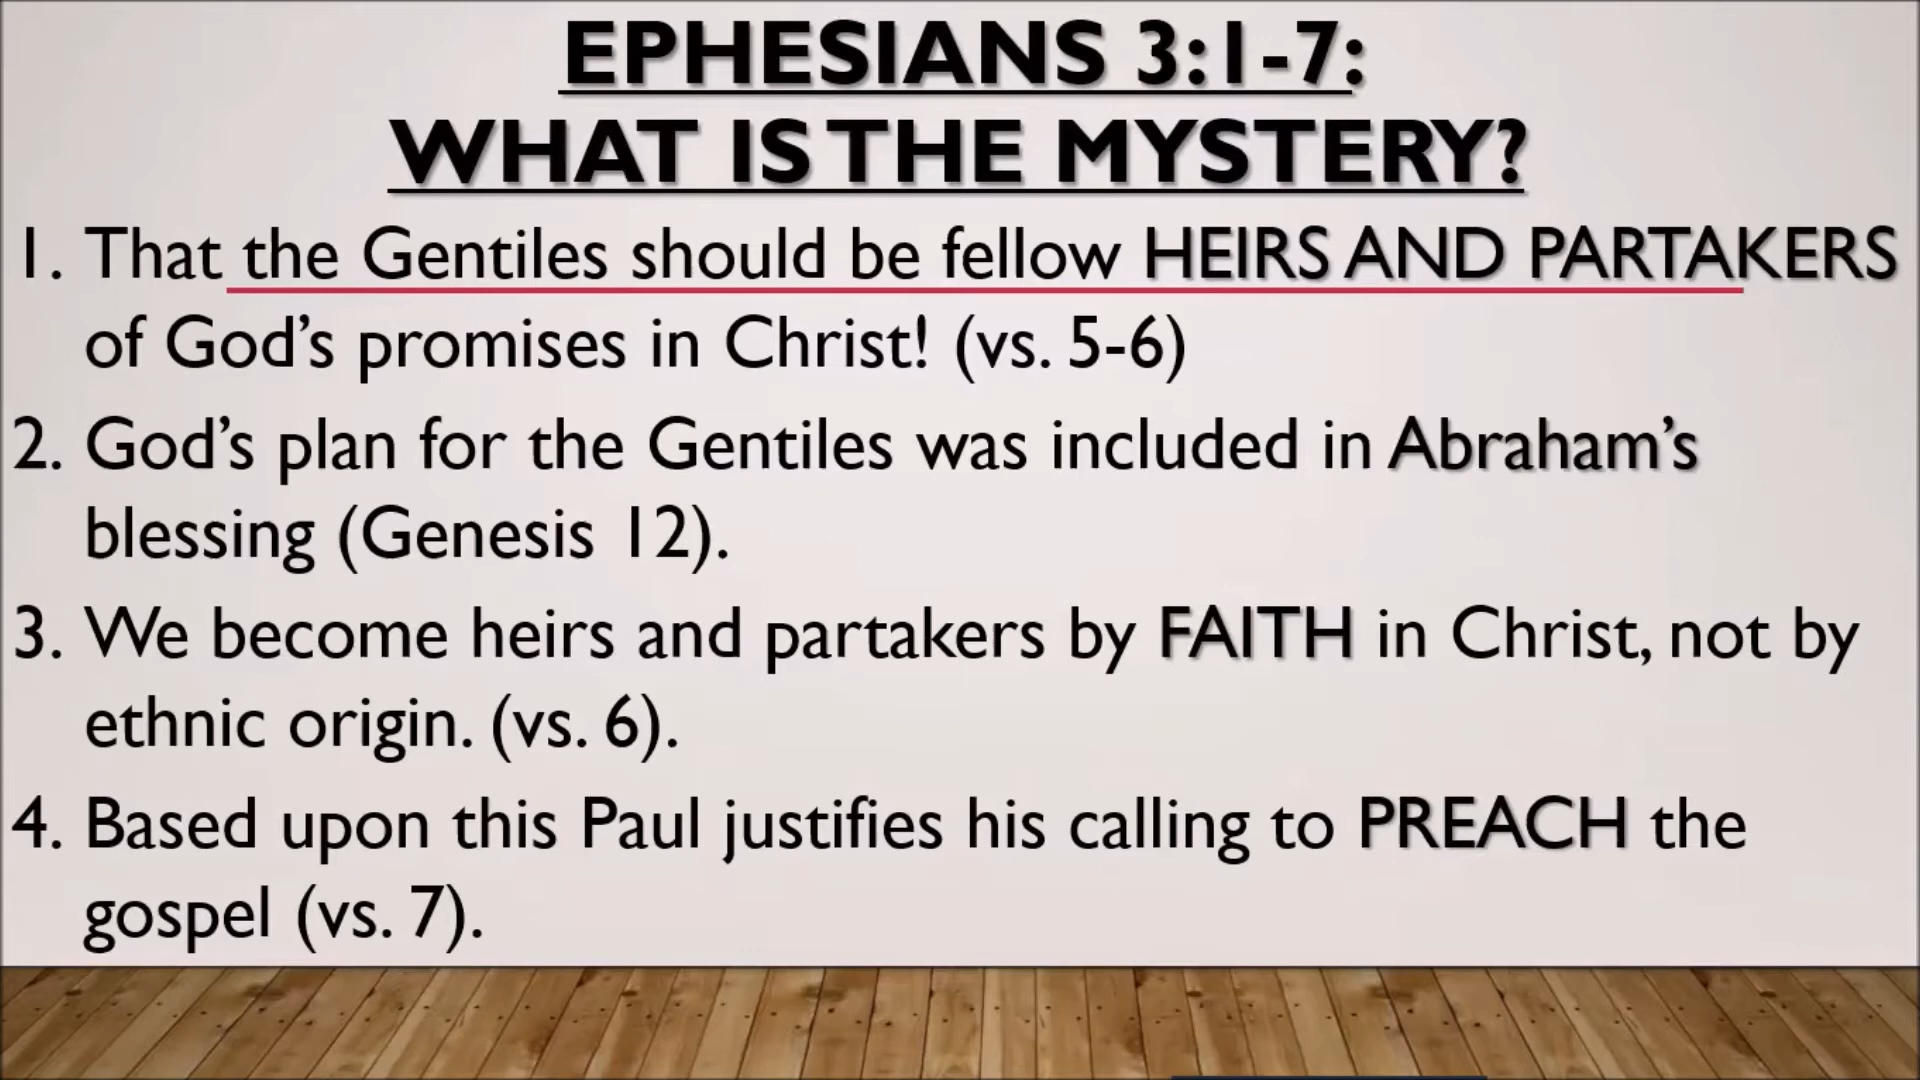 EPHESIANS 3:1-7:
WHAT IS THE MYSTERY?
1. That the Gentiles should be fellow HEIRS AND PARTAKERS
of God’s promises in Christ! (vs. 5-6)
2. God’s plan for the Gentiles was included in Abraham’s
blessing (Genesis 12).
3. We become heirs and partakers by FAITH in Christ, not by
ethnic origin. (vs. 6).
4. Based upon this Paul justifies his calling to PREACH the
gospel (vs. 7).